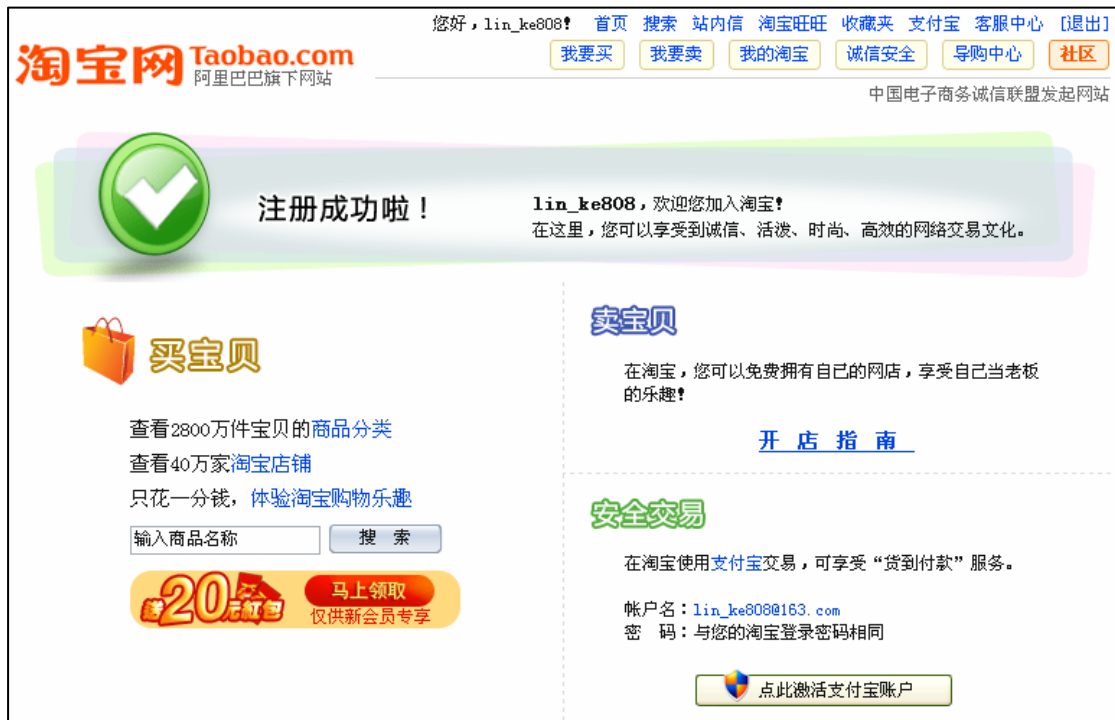 您好，lin_ke808! 首页 搜索 站内信 淘宝旺旺 收藏夹 支付宝 客服中心 [退出]
淘宝网 Taobao.com
阿里巴巴旗下网站
我要买 我要卖 我的淘宝 诚信安全 导购中心 社区
中国电子商务诚信联盟发起网站
注册成功啦！
lin_ke808，欢迎您加入淘宝!
在这里，您可以享受到诚信、活泼、时尚、高效的网络交易文化。
买宝贝
查看2800万件宝贝的商品分类
查看40万家淘宝店铺
只花一分钱，体验淘宝购物乐趣
输入商品名称 搜 索
送20元红包 马上领取
仅供新会员专享
卖宝贝
在淘宝，您可以免费拥有自已的网店，享受自己当老板
的乐趣!
开 店 指 南
安全交易
在淘宝使用支付宝交易，可享受“货到付款”服务。
帐户名：lin_ke808@163.com
密 码：与您的淘宝登录密码相同
点此激活支付宝账户